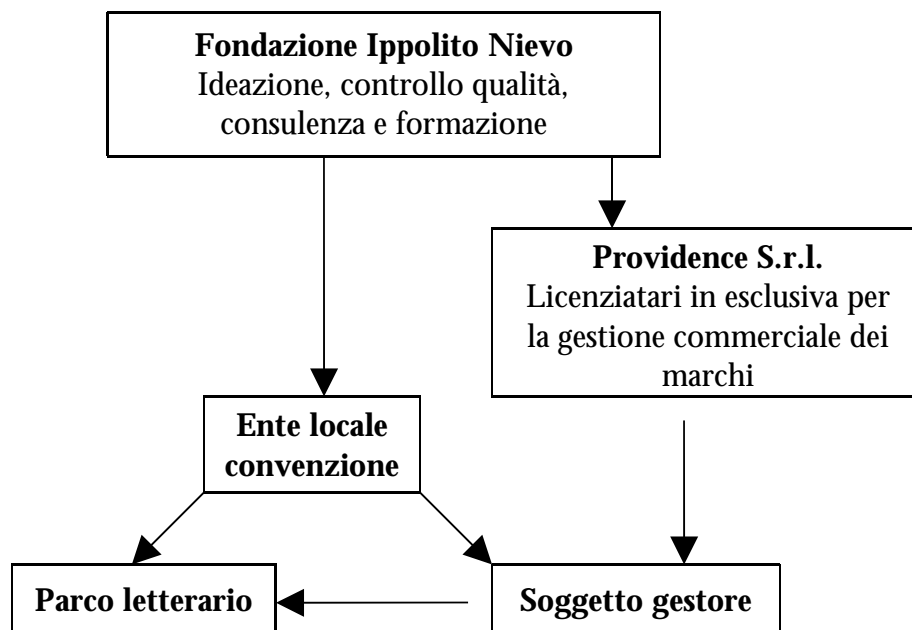 Fondazione Ippolito Nievo
Ideazione, controllo qualità,
consulenza e formazione
Providence S.r.l.
Licenziatari in esclusiva per
la gestione commerciale dei
marchi
Ente locale
convenzione
Parco letterario
Soggetto gestore